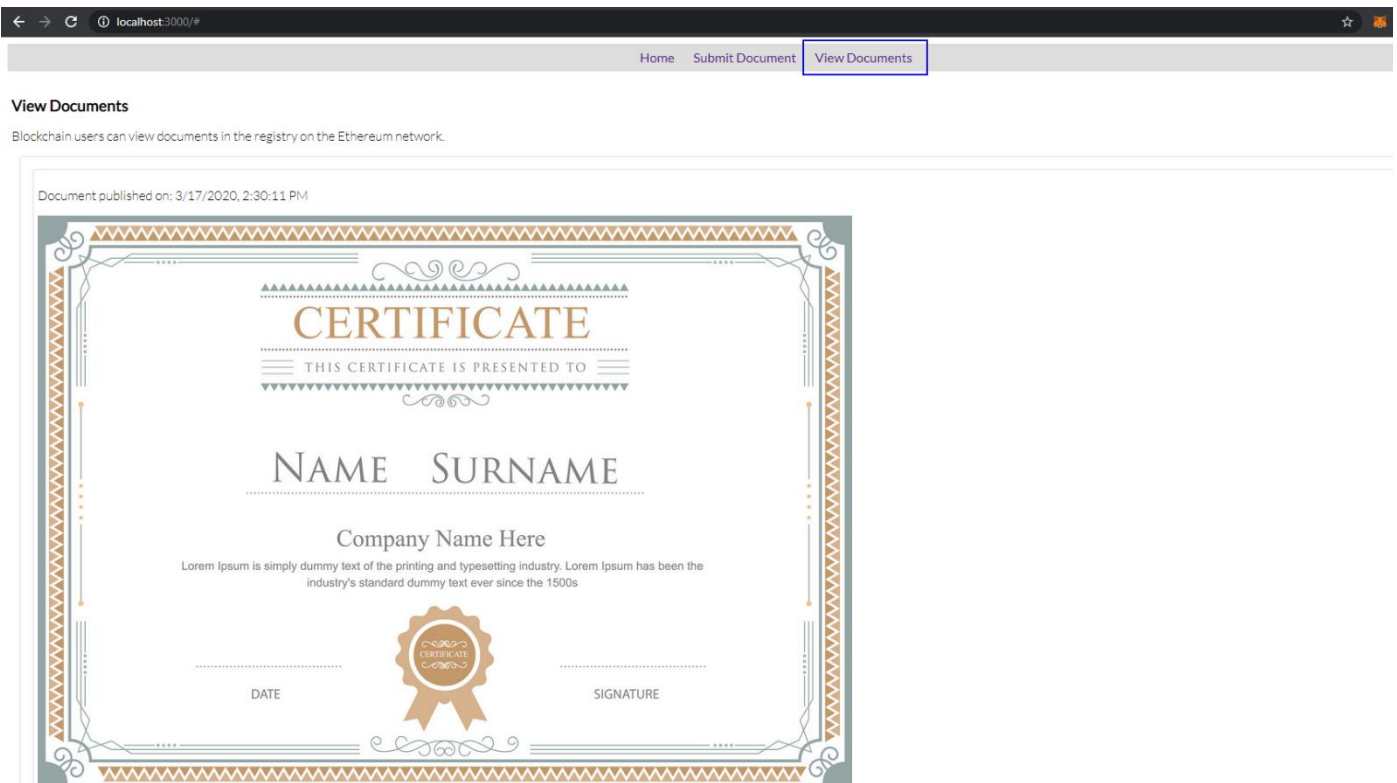 localhost:3000/#
Home Submit Document View Documents
View Documents
Blockchain users can view documents in the registry on the Ethereum network.
Document published on: 3/17/2020, 2:30:11 PM
CERTIFICATE
THIS CERTIFICATE IS PRESENTED TO
NAME SURNAME
Company Name Here
Lorem Ipsum is simply dummy text of the printing and typesetting industry. Lorem Ipsum has been the
industry's standard dummy text ever since the 1500s
CERTIFICATE
DATE SIGNATURE